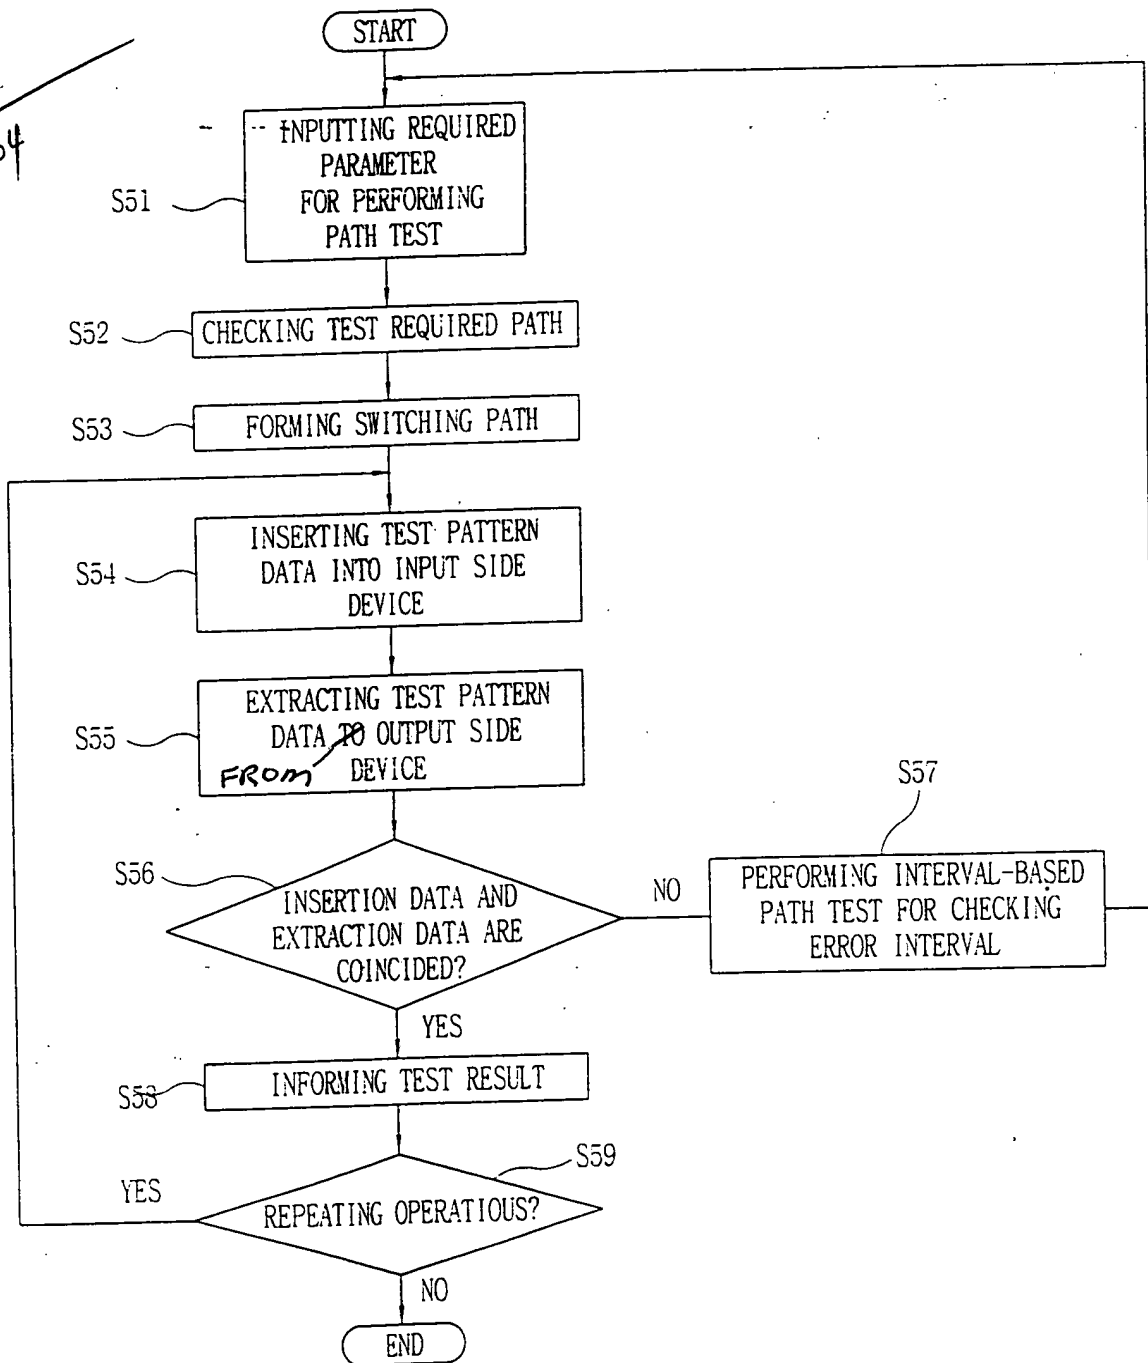 START
04
INPUTTING REQUIRED
PARAMETER
FOR PERFORMING
PATH TEST
S51
S52
CHECKING TEST REQUIRED PATH
S53
FORMING SWITCHING PATH
INSERTING TEST PATTERN
DATA INTO INPUT SIDE
DEVICE
S54
EXTRACTING TEST PATTERN
DATA TO OUTPUT SIDE
FROM
DEVICE
S55
S56
INSERTION DATA AND
EXTRACTION DATA ARE
COINCIDED?
NO
S57
PERFORMING INTERVAL-BASED
PATH TEST FOR CHECKING
ERROR INTERVAL
YES
S58
INFORMING TEST RESULT
S59
YES
REPEATING OPERATIOUS?
NO
END